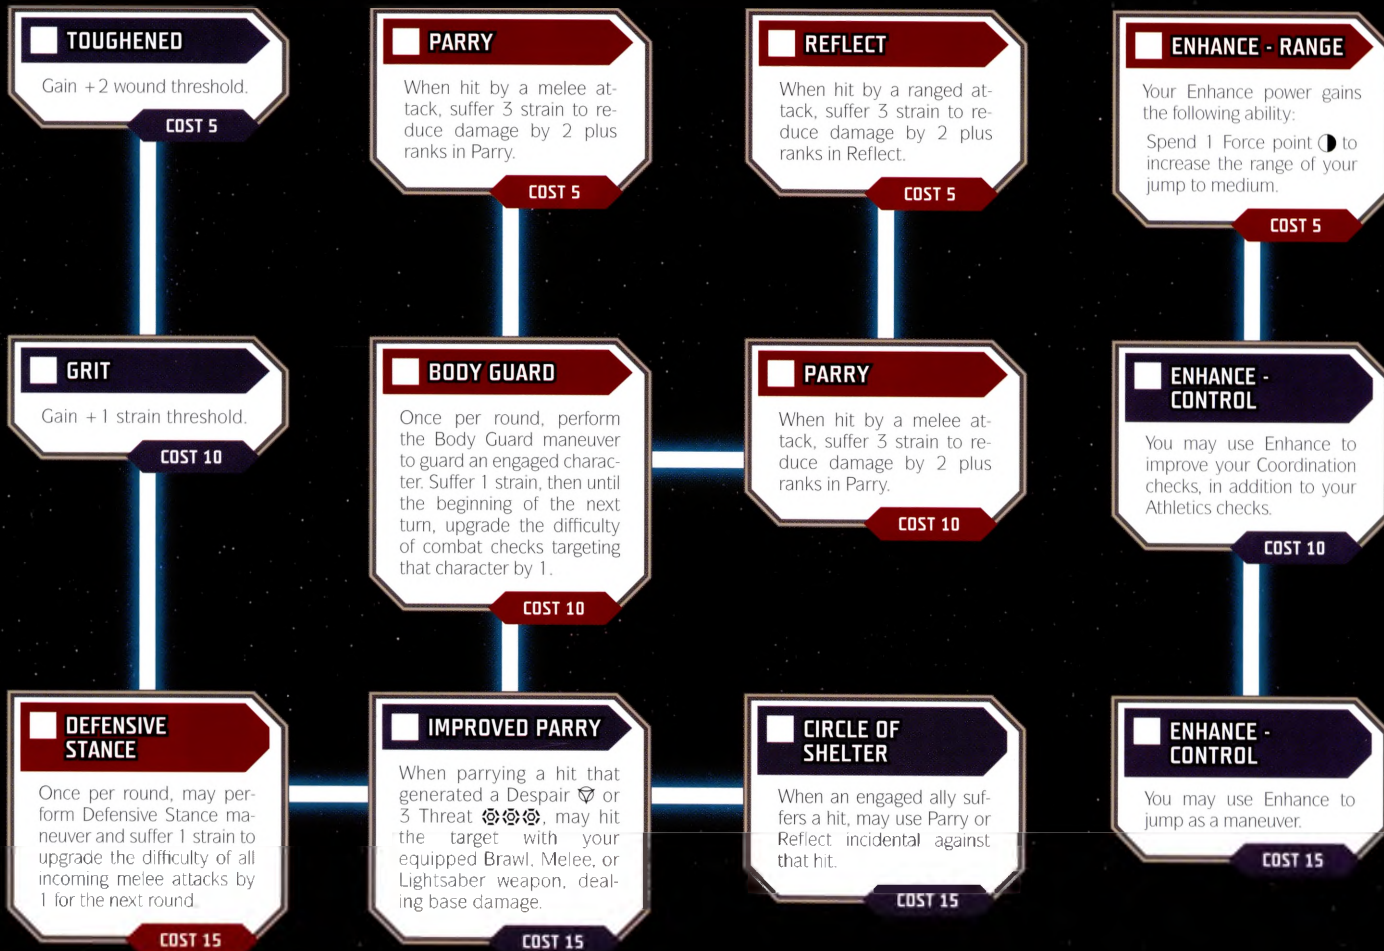 TOUGHENED
Gain +2 wound threshold.
COST 5
PARRY
When hit by a melee at-
tack, suffer 3 strain to re-
duce damage by 2 plus
ranks in Parry.
COST 5
REFLECT
When hit by a ranged at-
tack, suffer 3 strain to re-
duce damage by 2 plus
ranks in Reflect.
COST 5
ENHANCE - RANGE
Your Enhance power gains
the following ability:
Spend 1 Force point to
increase the range of your
jump to medium.
COST 5
GRIT
Gain +1 strain threshold.
COST 10
BODY GUARD
Once per round, perform
the Body Guard maneuver
to guard an engaged charac-
ter. Suffer 1 strain, then until
the beginning of the next
turn, upgrade the difficulty
of combat checks targeting
that character by 1.
COST 10
PARRY
When hit by a melee at-
tack, suffer 3 strain to re-
duce damage by 2 plus
ranks in Parry.
COST 10
ENHANCE -
CONTROL
You may use Enhance to
improve your Coordination
checks, in addition to your
Athletics checks.
COST 10
DEFENSIVE
STANCE
Once per round, may per-
form Defensive Stance ma-
neuver and suffer 1 strain to
upgrade the difficulty of all
incoming melee attacks by
1 for the next round.
COST 15
IMPROVED PARRY
When parrying a hit that
generated a Despair or
3 Threat , may hit
the target with your
equipped Brawl, Melee, or
Lightsaber weapon, deal-
ing base damage.
COST 15
CIRCLE OF
SHELTER
When an engaged ally suf-
fers a hit, may use Parry or
Reflect incidental against
that hit.
COST 15
ENHANCE -
CONTROL
You may use Enhance to
jump as a maneuver.
COST 15